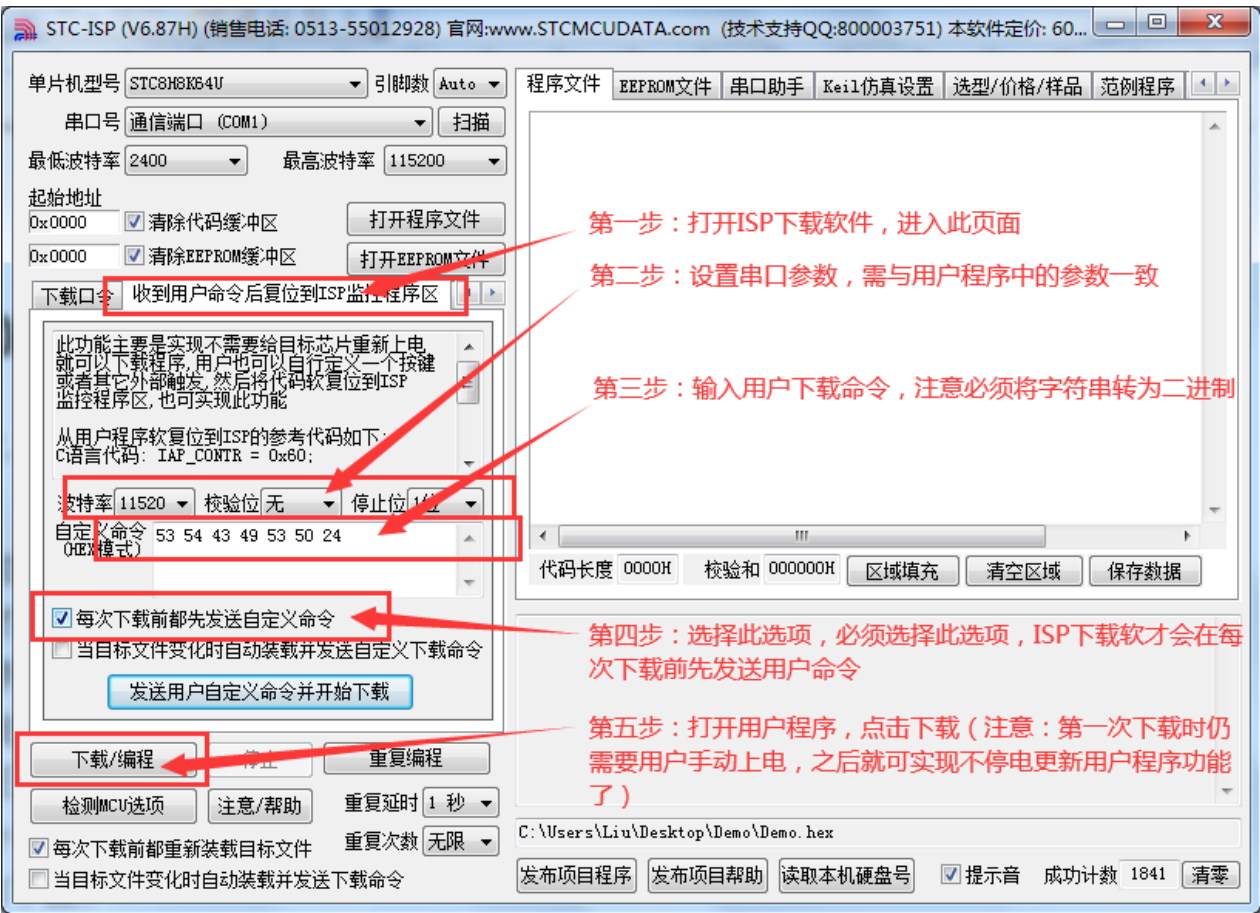 STC-ISP (V6.87H) (销售电话: 0513-55012928) 官网:www.STCMCUDATA.com (技术支持QQ:800003751) 本软件定价: 60...
单片机型号 STC8H8K64U 引脚数 Auto
串口号 通信端口 (COM1) 扫描
最低波特率 2400 最高波特率 115200
起始地址
0x0000 清除代码缓冲区 打开程序文件
0x0000 清除EEPROM缓冲区 打开EEPROM文件
下载口令 收到用户命令后复位到ISP监控程序区
此功能主要是实现不需要给目标芯片重新上电
就可以下载程序,用户也可以自行定义一个按键
或者其它外部触发,然后将代码软复位到ISP
监控程序区,也可实现此功能
从用户程序软复位到ISP的参考代码如下:
C语言代码: IAP_CONTR = 0x60;
波特率 11520 校验位 无 停止位 1位
自定义命令 53 54 43 49 53 50 24
(HEX模式)
每次下载前都先发送自定义命令
当目标文件变化时自动装载并发送自定义下载命令
发送用户自定义命令并开始下载
下载/编程 停止 重复编程
检测MCU选项 注意/帮助 重复延时 1 秒
重复次数 无限
每次下载前都重新装载目标文件
当目标文件变化时自动装载并发送下载命令
程序文件 EEPROM文件 串口助手 Keil仿真设置 选型/价格/样品 范例程序
第一步：打开ISP下载软件，进入此页面
第二步：设置串口参数，需与用户程序中的参数一致
第三步：输入用户下载命令，注意必须将字符串转为二进制
代码长度 0000H 校验和 000000H 区域填充 清空区域 保存数据
第四步：选择此选项，必须选择此选项，ISP下载软才会在每
次下载前先发送用户命令
第五步：打开用户程序，点击下载（注意：第一次下载时仍
需要用户手动上电，之后就可实现不停电更新用户程序功能
了）
C:\Users\Liu\Desktop\Demo\Demo.hex
发布项目程序 发布项目帮助 读取本机硬盘号 提示音 成功计数 1841 清零